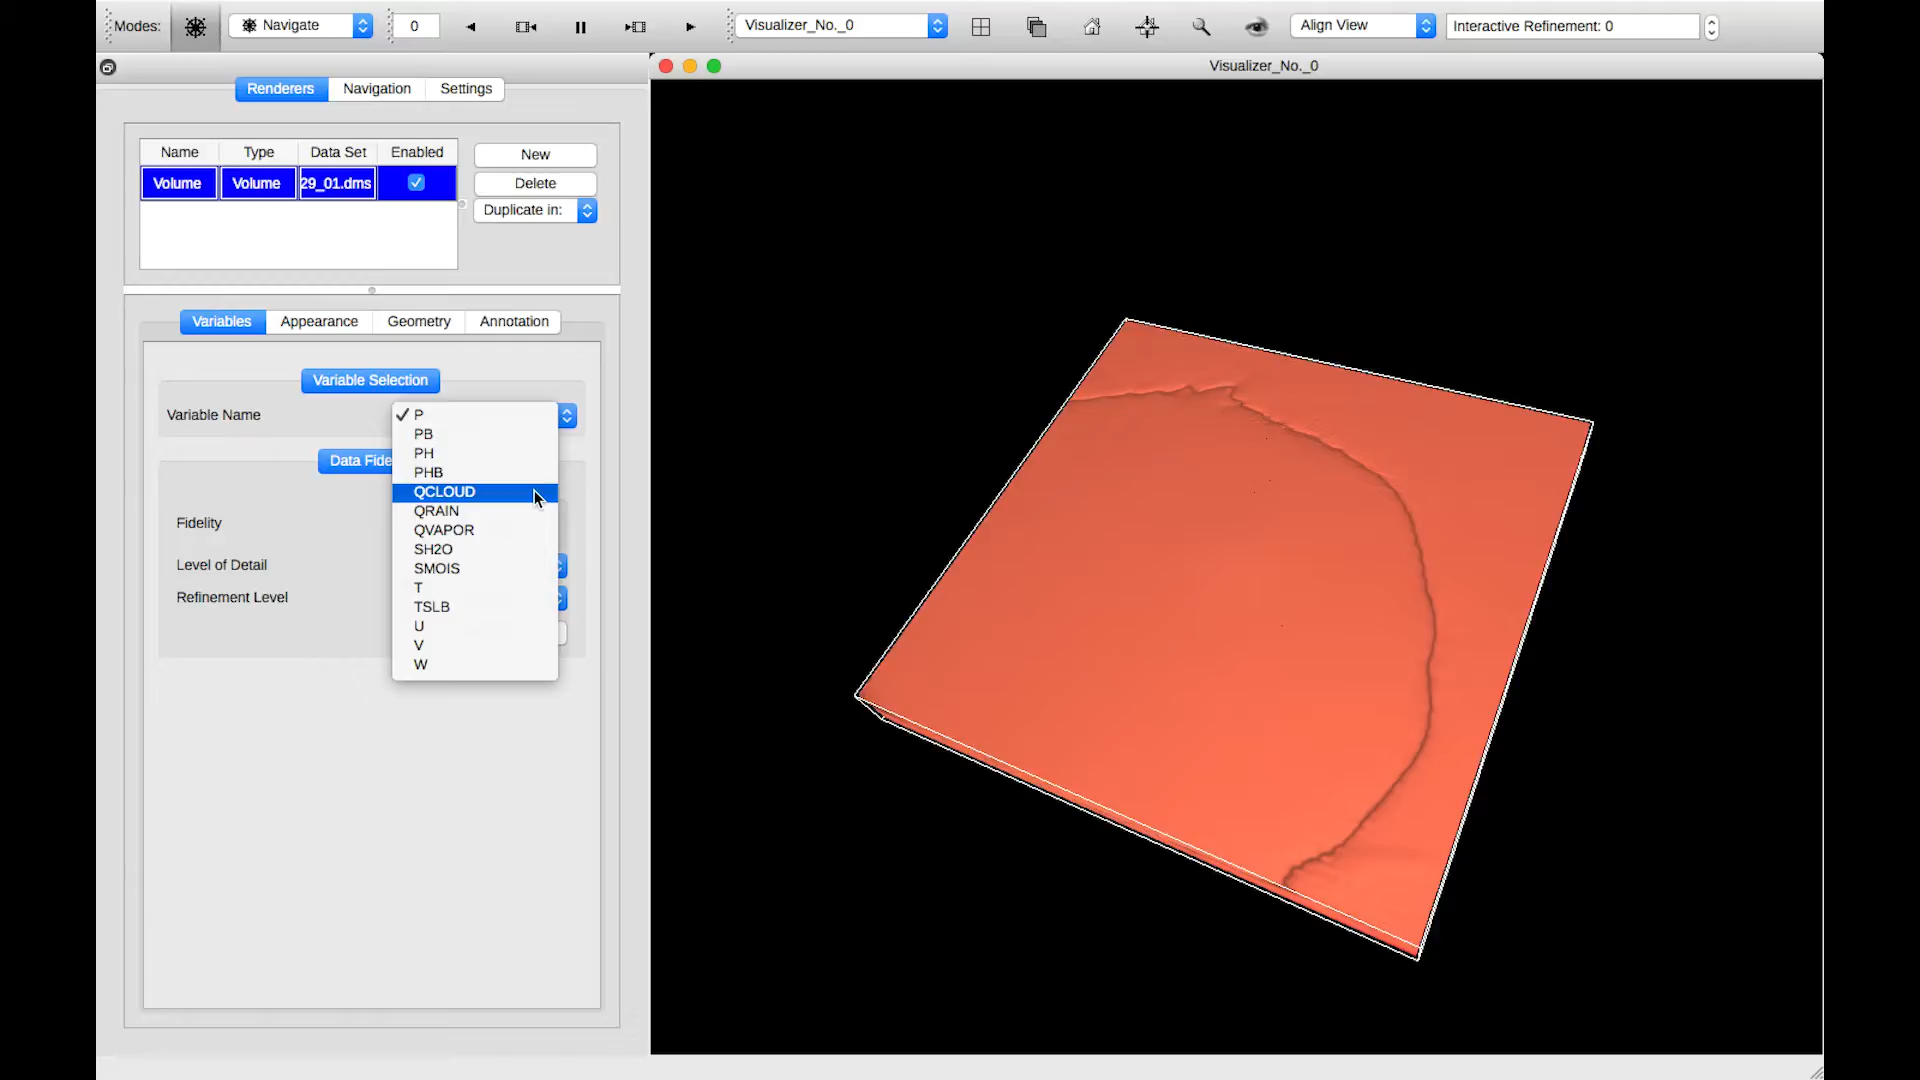 Modes:
Navigate
0
Visualizer_No._0
Align View
Interactive Refinement: 0
Visualizer_No._0
Renderers
Navigation
Settings
Name
Type
Data Set
Enabled
Volume
Volume
29_01.dms
New
Delete
Duplicate in:
Variables
Appearance
Geometry
Annotation
Variable Selection
Variable Name
P
PB
PH
PHB
QCLOUD
QRAIN
QVAPOR
SH2O
SMOIS
T
TSLB
U
V
W
Data Fide
Fidelity
Level of Detail
Refinement Level